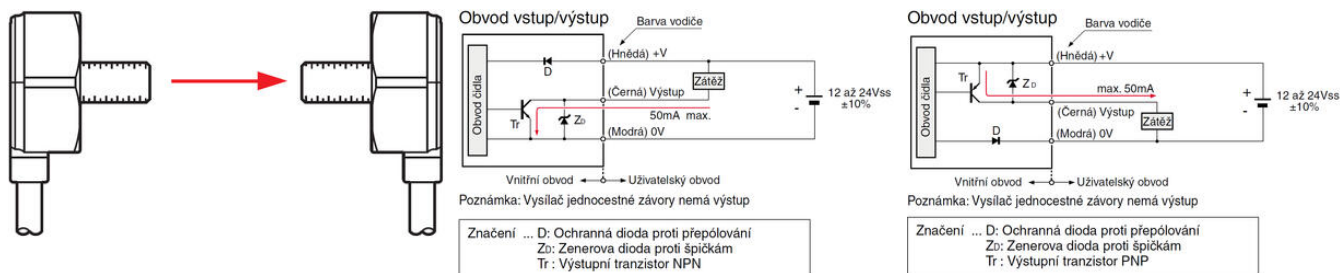 Obvod vstup/výstup
Barva vodiče
(Hnědá) +V
D
Zátěž
Obvod čidla
(Černá) Výstup
Tr
ZD
50mA max.
(Modrá) 0V
+
-
12 až 24Vss
±10%
Vnitřní obvod
Uživatelský obvod
Poznámka: Vysílač jednocestné závory nemá výstup
Značení ... D: Ochranná dioda proti přepólování
ZD: Zenerova dioda proti špičkám
Tr : Výstupní tranzistor NPN
Obvod vstup/výstup
Barva vodiče
(Hnědá) +V
Tr
ZD
max. 50mA
Obvod čidla
(Černá) Výstup
Zátěž
D
(Modrá) 0V
+
-
12 až 24Vss
±10%
Vnitřní obvod
Uživatelský obvod
Poznámka: Vysílač jednocestné závory nemá výstup
Značení ... D: Ochranná dioda proti přepólování
ZD: Zenerova dioda proti špičkám
Tr : Výstupní tranzistor PNP